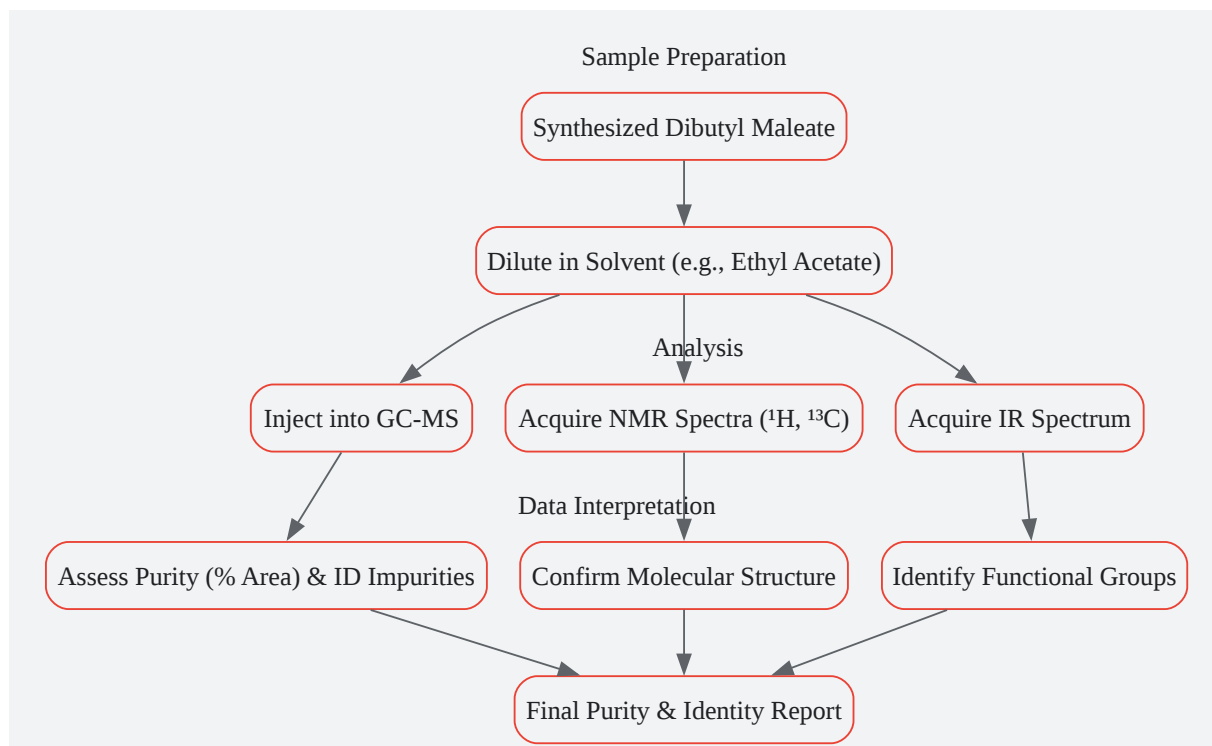 Sample Preparation
Synthesized Dibutyl Maleate
Dilute in Solvent (e.g., Ethyl Acetate)
Analysis
Inject into GC-MS
Acquire NMR Spectra (¹H, ¹³C)
Acquire IR Spectrum
Data Interpretation
Assess Purity (% Area) & ID Impurities
Confirm Molecular Structure
Identify Functional Groups
Final Purity & Identity Report